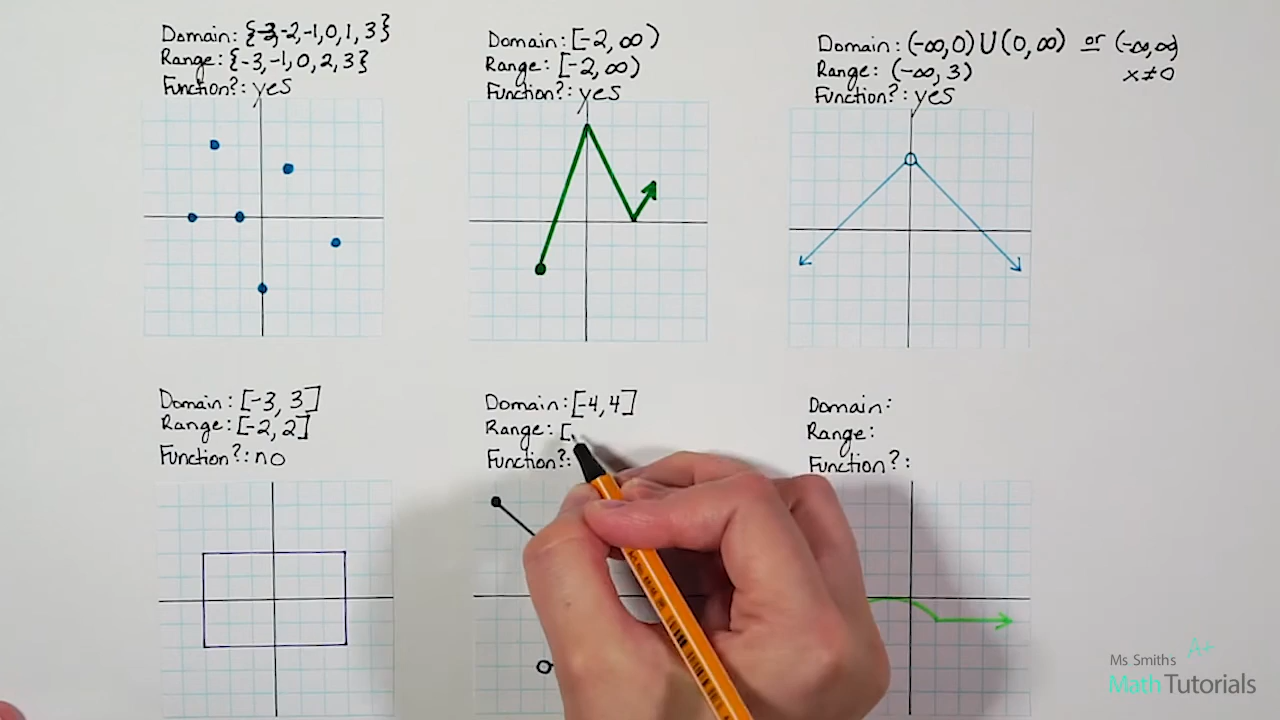 Domain: {-3,-2,-1,0,1,3}
Range: {-3,-1,0,2,3}
Function?: yes
Domain: [-2,∞)
Range: [-2,∞)
Function?: yes
Domain: (-∞,0)U(0,∞) or (-∞,∞)
x≠0
Range: (-∞,3)
Function?: yes
Domain: [-3,3]
Range: [-2,2]
Function?: no
Domain: [-4,4]
Range: [
Function?:
Domain:
Range:
Function?:
Ms Smiths A+
MathTutorials